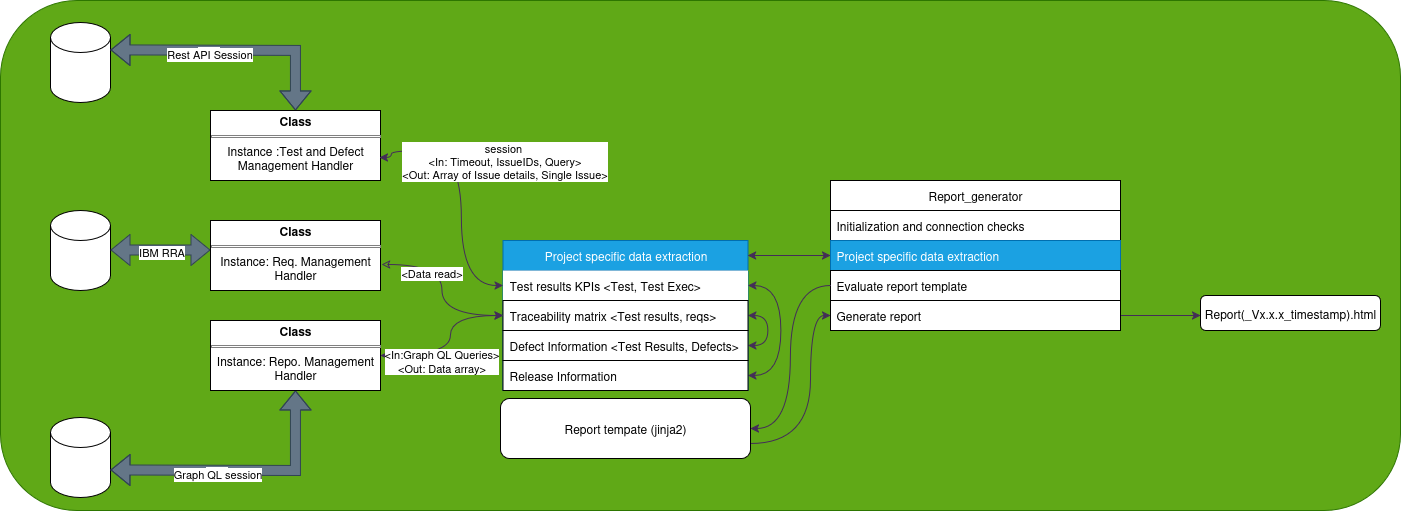 Rest API Session
Class
Instance :Test and Defect
Management Handler
session
<In: Timeout, IssueIDs, Query>
<Out: Array of Issue details, Single Issue>
IBM RRA
Class
Instance: Req. Management
Handler
<Data read>
Class
Instance: Repo. Management
Handler
<In:Graph QL Queries>
<Out: Data array>
Graph QL session
Project specific data extraction
Test results KPIs <Test, Test Exec>
Traceability matrix <Test results, reqs>
Defect Information <Test Results, Defects>
Release Information
Report tempate (jinja2)
Report_generator
Initialization and connection checks
Project specific data extraction
Evaluate report template
Generate report
Report(_Vx.x.x_timestamp).html